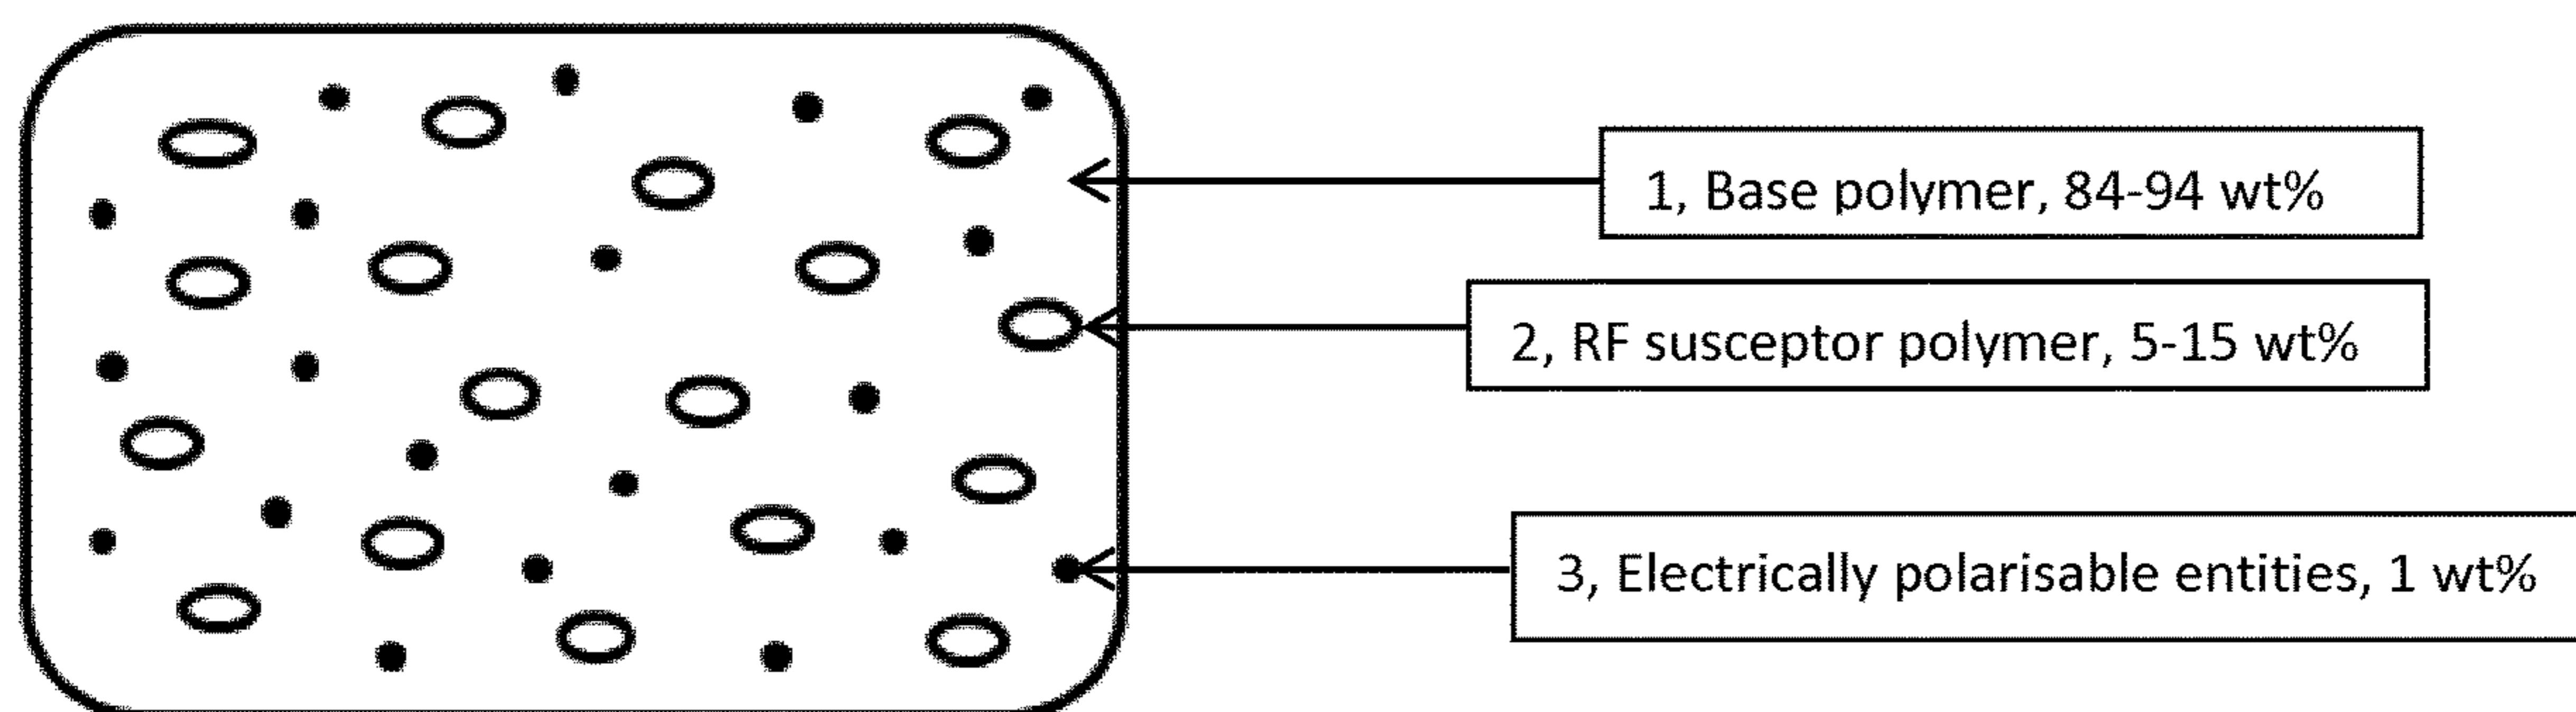 1, Base polymer, 84-94 wt%
2, RF susceptor polymer, 5-15 wt%
3, Electrically polarisable entities, 1 wt%